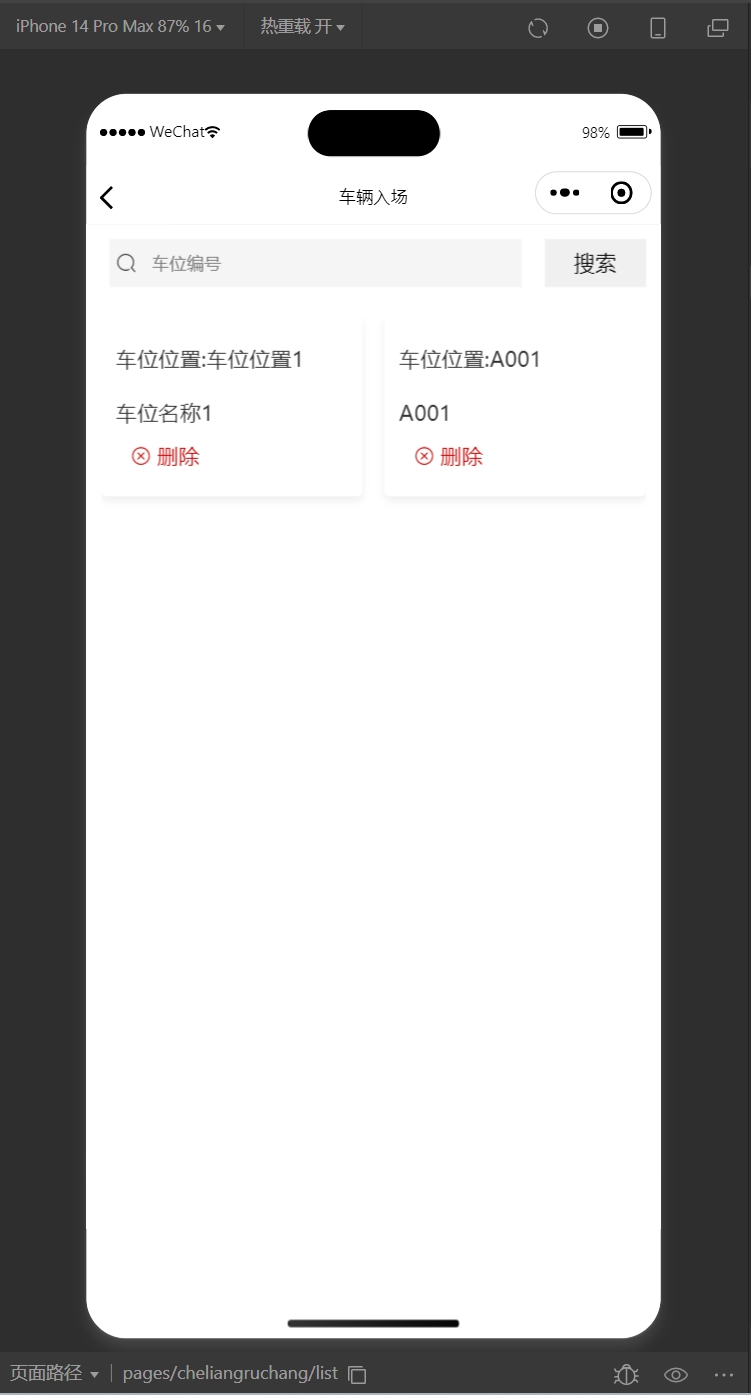 iPhone 14 Pro Max 87% 16 热重载 开
WeChat 98%
车辆入场
车位编号 搜索
车位位置:车位位置1
车位名称1
删除
车位位置:A001
A001
删除
页面路径 pages/cheliangruchang/list